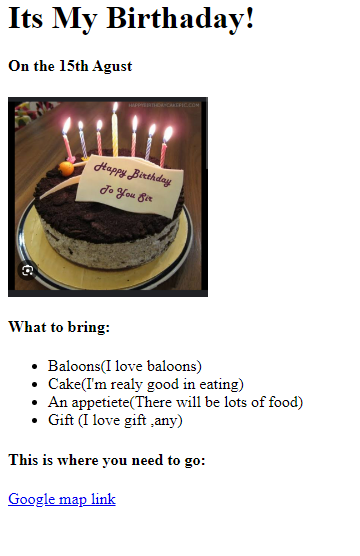 Its My Birthaday!
On the 15th Agust
Happy Birthday
To You Sir
What to bring:
Baloons(I love baloons)
Cake(I'm realy good in eating)
An appetiete(There will be lots of food)
Gift (I love gift ,any)
This is where you need to go:
Google map link